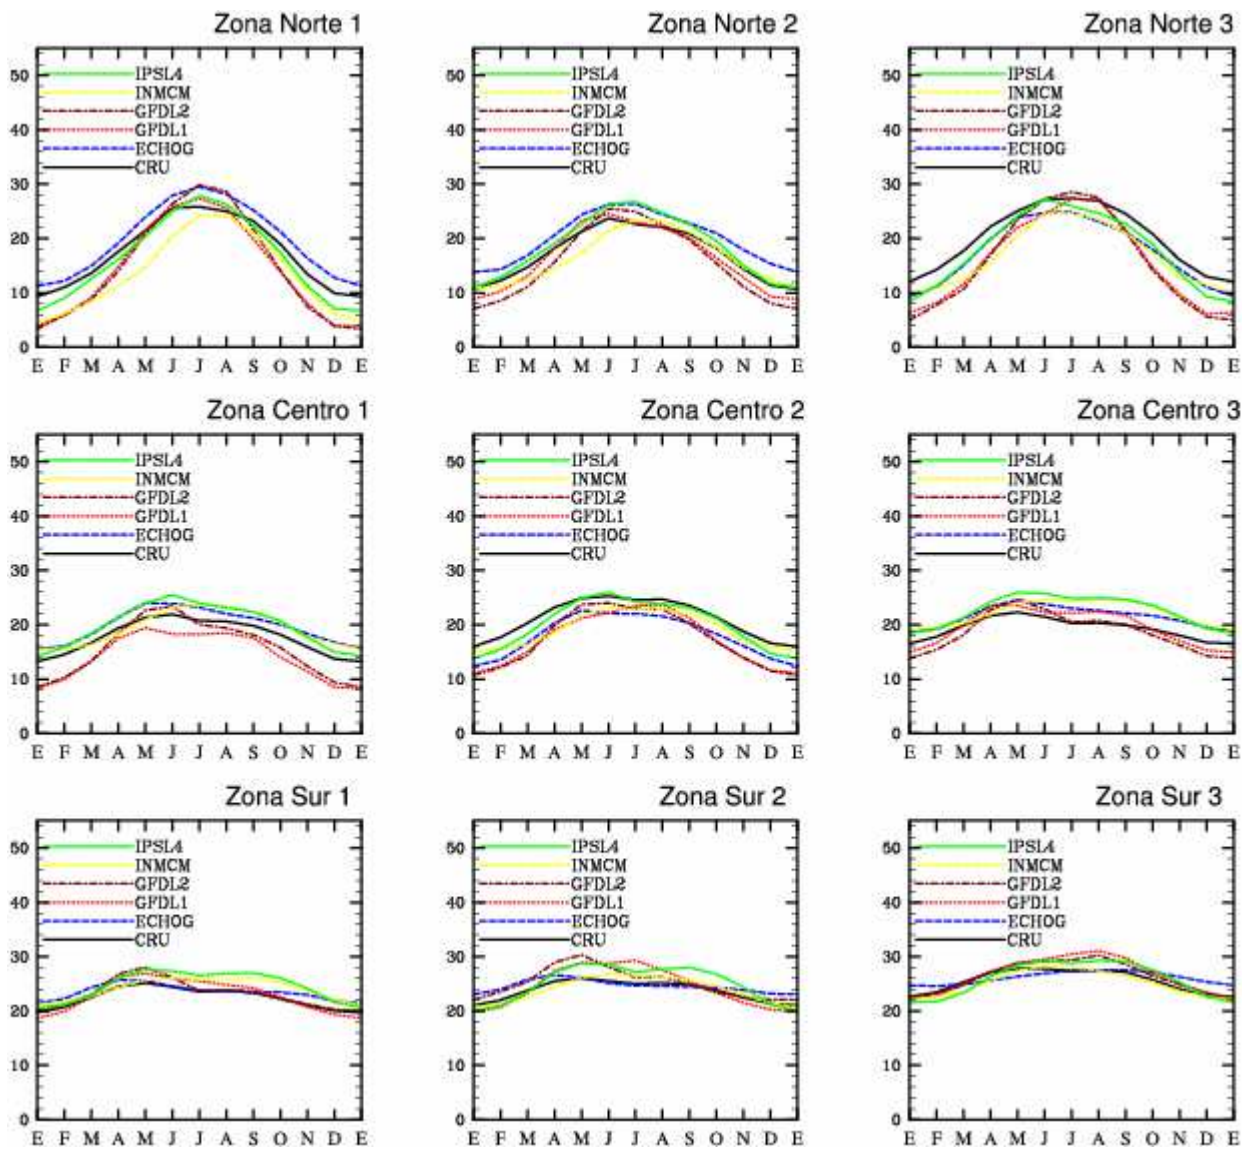 Zona Norte 1
50
40
30
20
10
0
IPSL4
INMCM
GFDL2
GFDL1
ECHOG
CRU
E F M A M J J A S O N D E
Zona Norte 2
50
40
30
20
10
0
IPSL4
INMCM
GFDL2
GFDL1
ECHOG
CRU
E F M A M J J A S O N D E
Zona Norte 3
50
40
30
20
10
0
IPSL4
INMCM
GFDL2
GFDL1
ECHOG
CRU
E F M A M J J A S O N D E
Zona Centro 1
50
40
30
20
10
0
IPSL4
INMCM
GFDL2
GFDL1
ECHOG
CRU
E F M A M J J A S O N D E
Zona Centro 2
50
40
30
20
10
0
IPSL4
INMCM
GFDL2
GFDL1
ECHOG
CRU
E F M A M J J A S O N D E
Zona Centro 3
50
40
30
20
10
0
IPSL4
INMCM
GFDL2
GFDL1
ECHOG
CRU
E F M A M J J A S O N D E
Zona Sur 1
50
40
30
20
10
0
IPSL4
INMCM
GFDL2
GFDL1
ECHOG
CRU
E F M A M J J A S O N D E
Zona Sur 2
50
40
30
20
10
0
IPSL4
INMCM
GFDL2
GFDL1
ECHOG
CRU
E F M A M J J A S O N D E
Zona Sur 3
50
40
30
20
10
0
IPSL4
INMCM
GFDL2
GFDL1
ECHOG
CRU
E F M A M J J A S O N D E